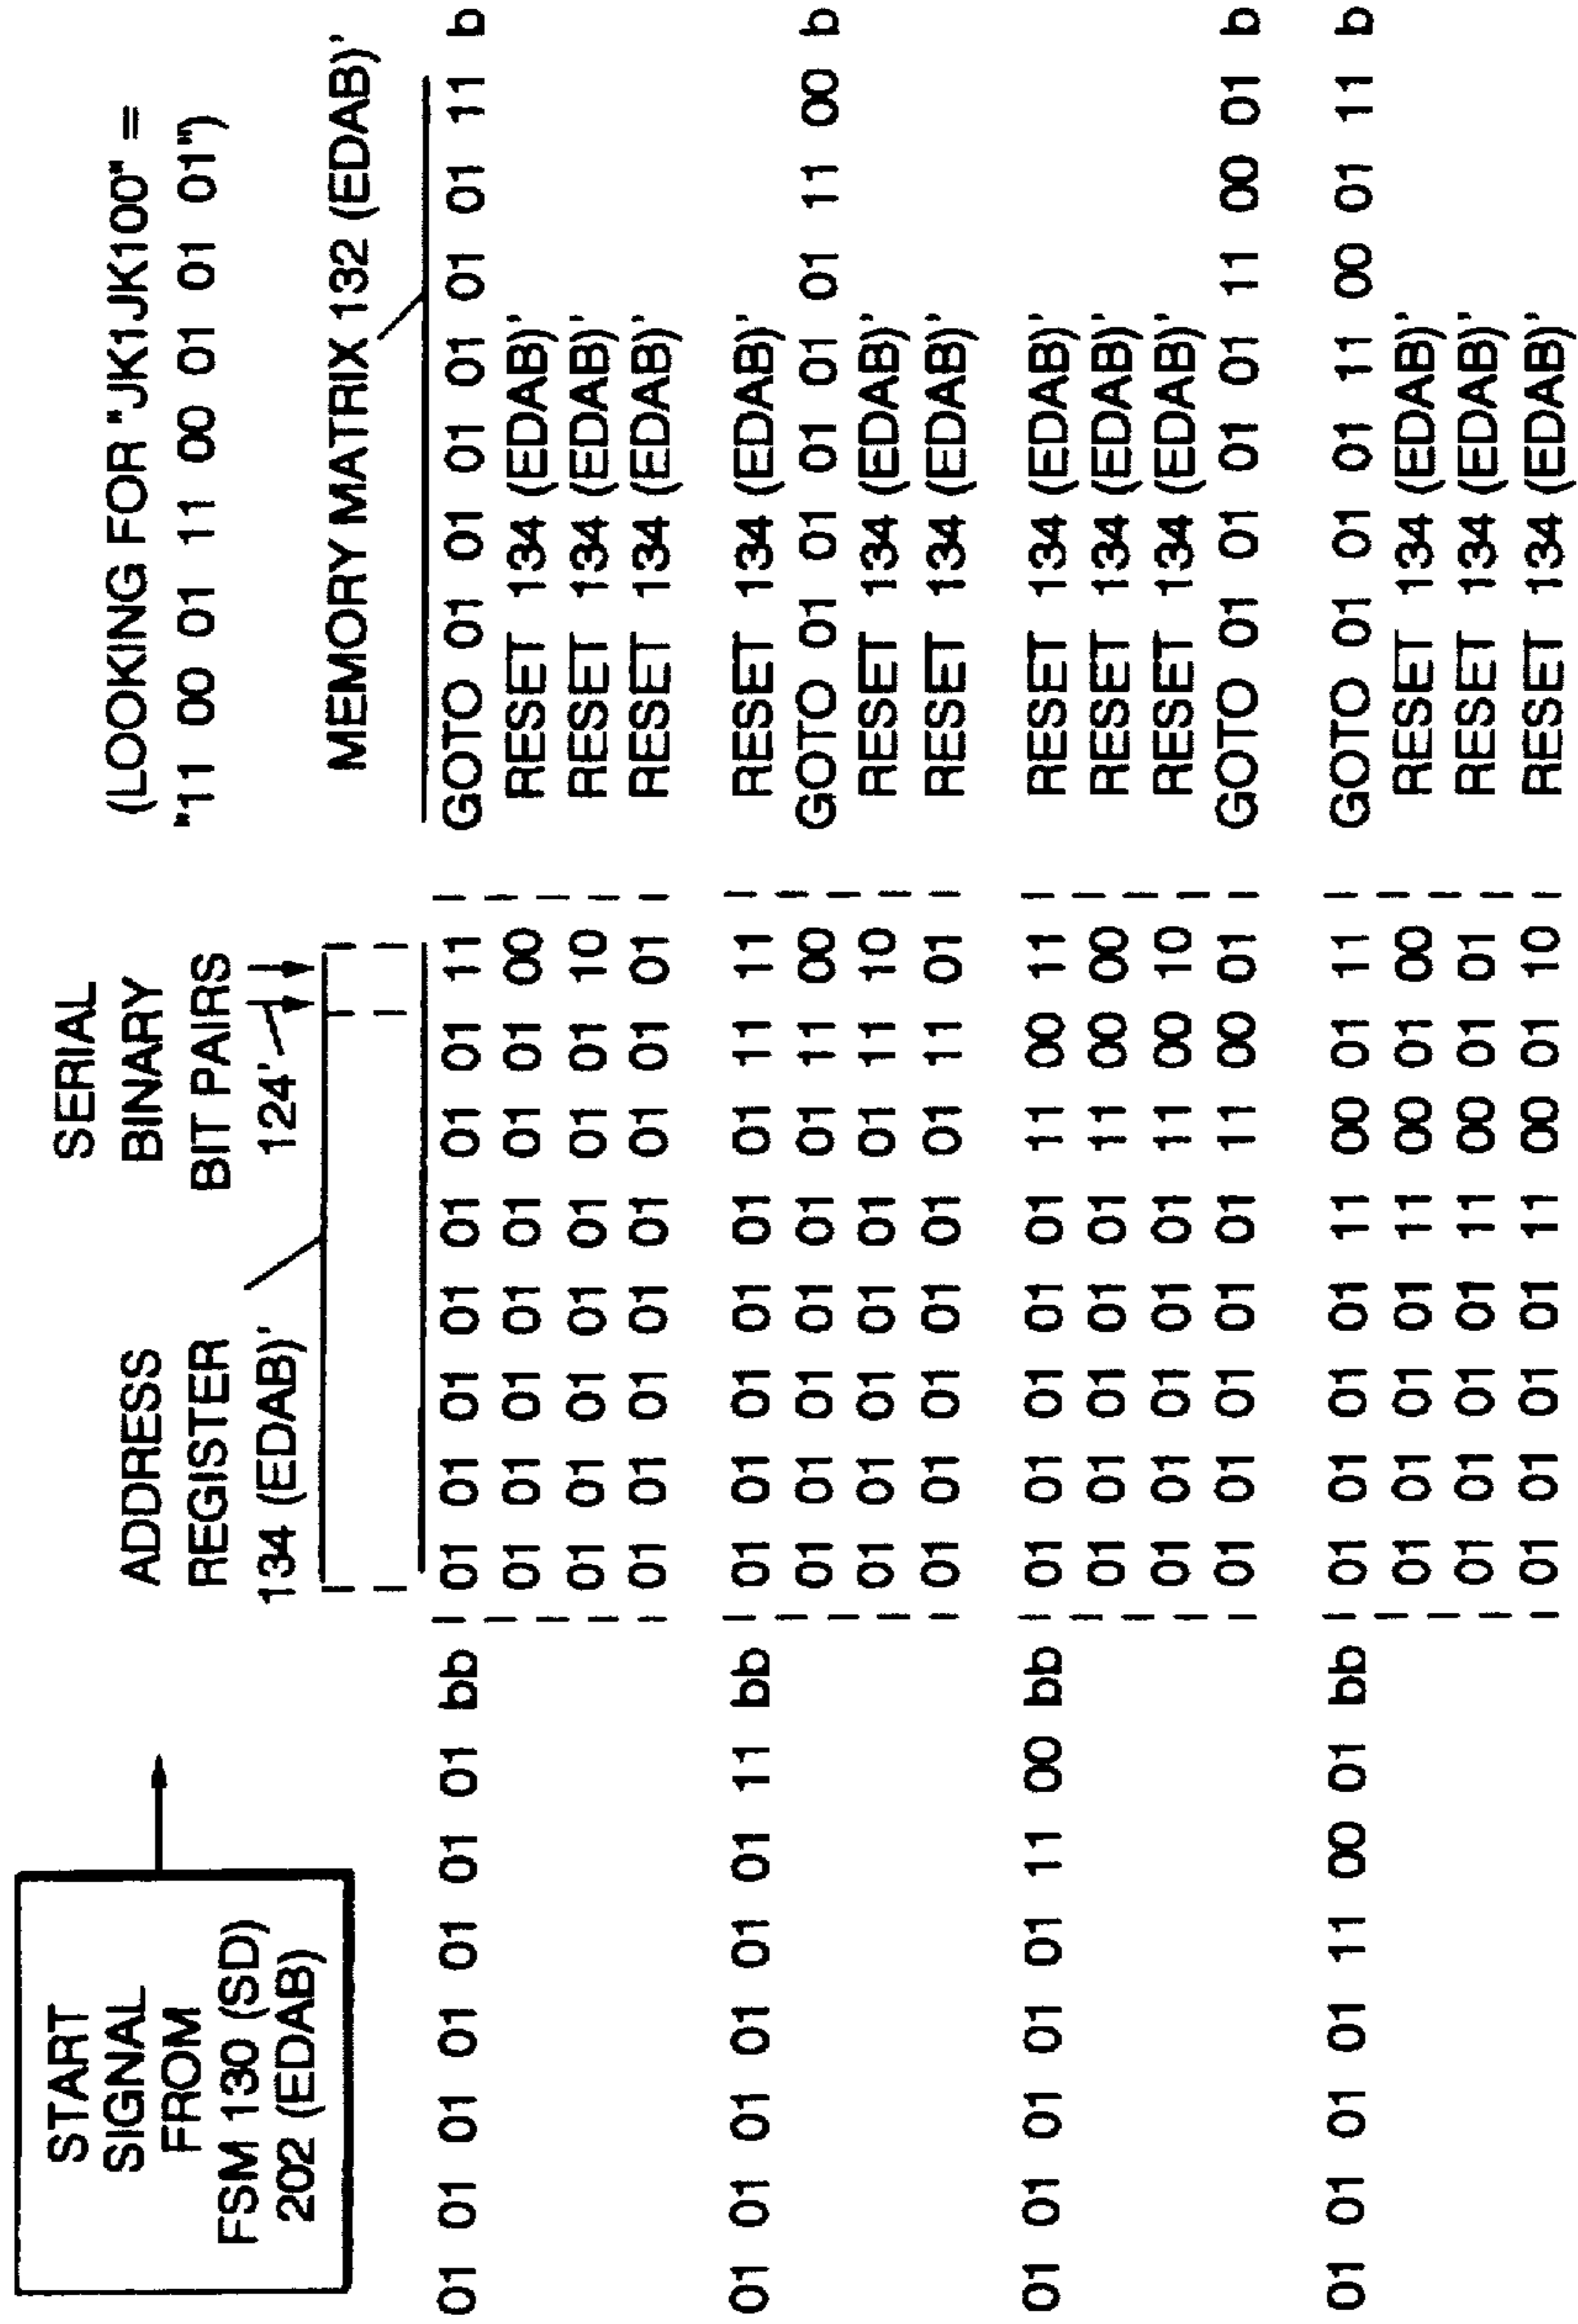 START
SIGNAL
FROM
FSM 130 (SD)
202 (EDAB)
ADDRESS
REGISTER
134 (EDAB)'
SERIAL
BINARY
BIT PAIRS
124'
(LOOKING FOR "JK1JK100" =
"11 00 01 11 00 01 01 01")
MEMORY MATRIX 132 (EDAB)'
01 01 01 01 01 01 01 bb 01 01 01 01 01 01 01 11 GOTO 01 01 01 01 01 01 11 b
01 01 01 01 01 01 01 00 RESET 134 (EDAB)'
01 01 01 01 01 01 01 10 RESET 134 (EDAB)'
01 01 01 01 01 01 01 01 RESET 134 (EDAB)'
01 01 01 01 01 01 11 bb 01 01 01 01 01 01 11 11 RESET 134 (EDAB)'
01 01 01 01 01 01 11 00 GOTO 01 01 01 01 01 11 00 b
01 01 01 01 01 01 11 10 RESET 134 (EDAB)'
01 01 01 01 01 01 11 01 RESET 134 (EDAB)'
01 01 01 01 01 11 00 bb 01 01 01 01 01 11 00 11 RESET 134 (EDAB)'
01 01 01 01 01 11 00 00 RESET 134 (EDAB)'
01 01 01 01 01 11 00 10 RESET 134 (EDAB)'
01 01 01 01 01 11 00 01 GOTO 01 01 01 01 11 00 01 b
01 01 01 01 11 00 01 bb 01 01 01 01 11 00 01 11 GOTO 01 01 01 11 00 01 11 b
01 01 01 01 11 00 01 00 RESET 134 (EDAB)'
01 01 01 01 11 00 01 01 RESET 134 (EDAB)'
01 01 01 01 11 00 01 10 RESET 134 (EDAB)'